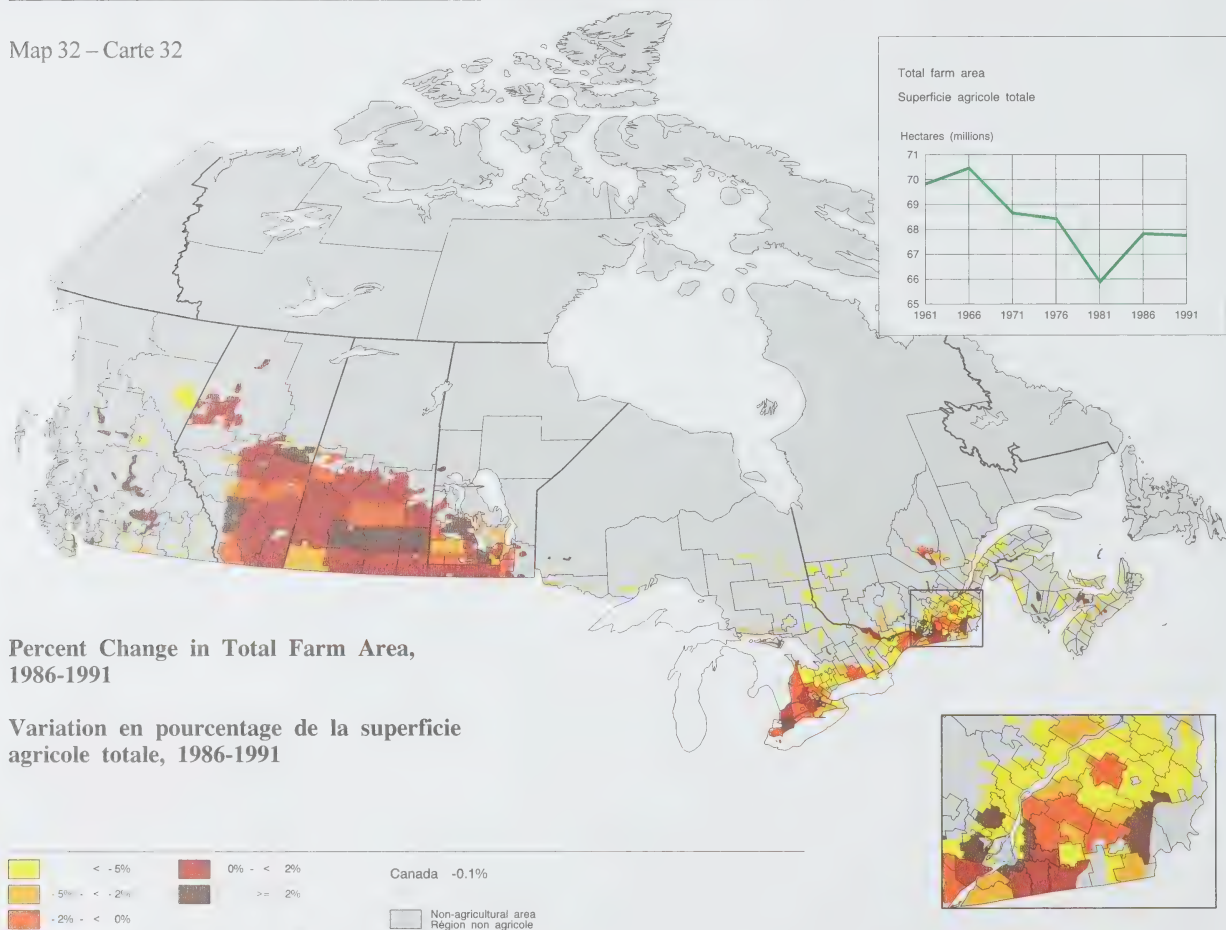 Map 32 – Carte 32
Total farm area
Superficie agricole totale
Hectares (millions)
71
70
69
68
67
66
65
1961 1966 1971 1976 1981 1986 1991
Percent Change in Total Farm Area,
1986-1991
Variation en pourcentage de la superficie
agricole totale, 1986-1991
< - 5%
- 5% - < - 2%
- 2% - < 0%
0% - < 2%
>= 2%
Canada -0.1%
Non-agricultural area
Région non agricole